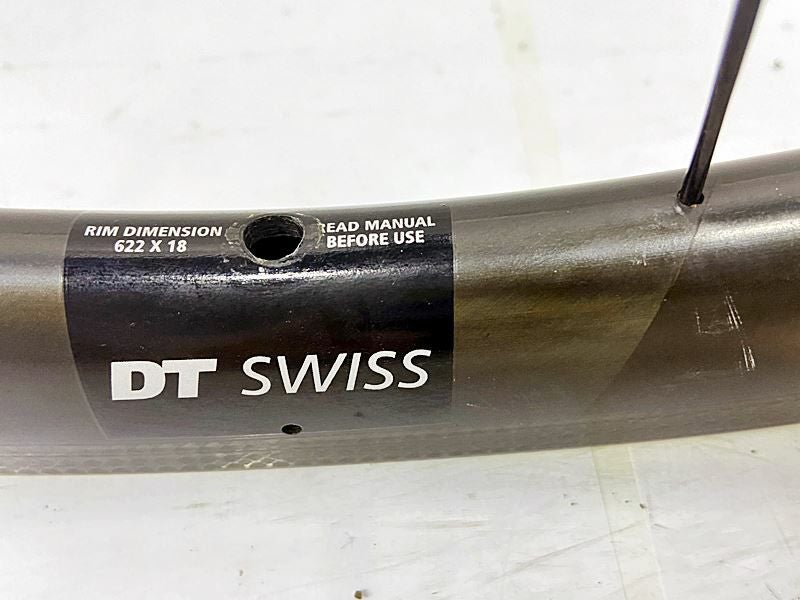 RIM DIMENSION
622 X 18
READ MANUAL
BEFORE USE
DT SWISS